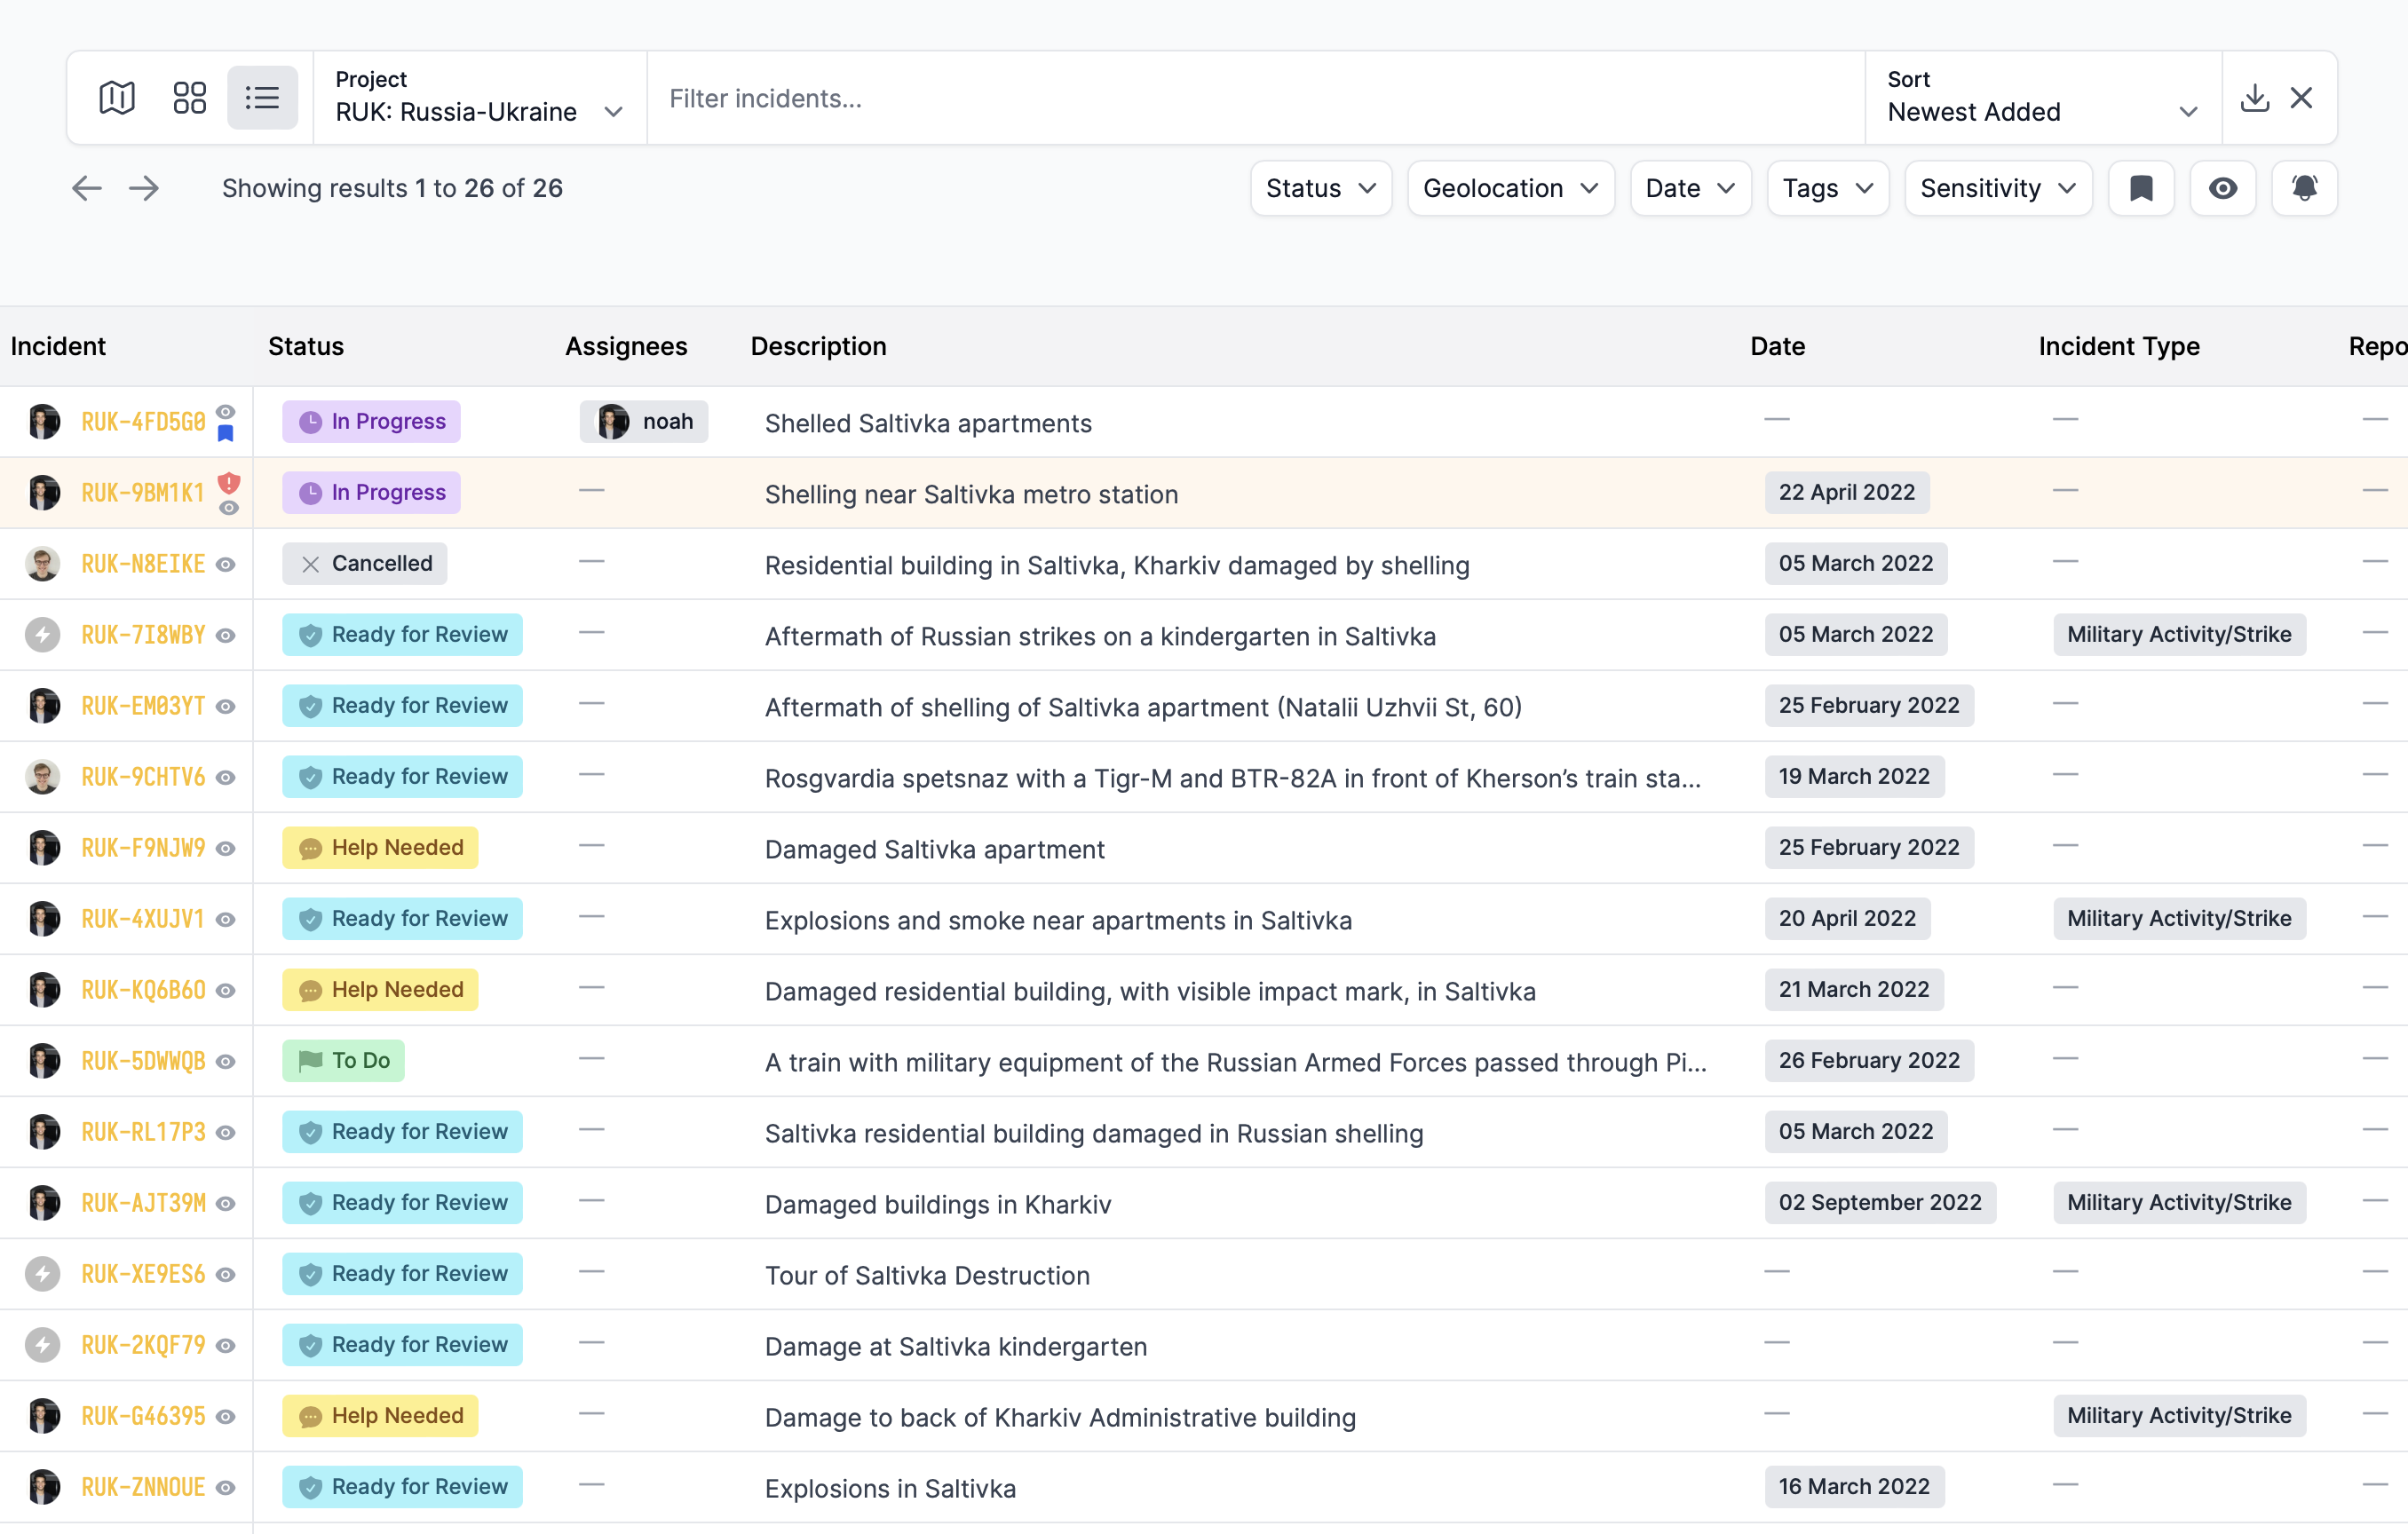 Project
RUK: Russia-Ukraine
Filter incidents...
Sort
Newest Added
Showing results 1 to 26 of 26
Status
Geolocation
Date
Tags
Sensitivity
Incident Status Assignees Description Date Incident Type Repo
RUK-4FD5G0 In Progress noah Shelled Saltivka apartments — — —
RUK-9BM1K1 In Progress — Shelling near Saltivka metro station 22 April 2022 — —
RUK-N8EIKE Cancelled — Residential building in Saltivka, Kharkiv damaged by shelling 05 March 2022 — —
RUK-7I8WBY Ready for Review — Aftermath of Russian strikes on a kindergarten in Saltivka 05 March 2022 Military Activity/Strike —
RUK-EM03YT Ready for Review — Aftermath of shelling of Saltivka apartment (Natalii Uzhvii St, 60) 25 February 2022 — —
RUK-9CHTV6 Ready for Review — Rosgvardia spetsnaz with a Tigr-M and BTR-82A in front of Kherson’s train sta... 19 March 2022 — —
RUK-F9NJW9 Help Needed — Damaged Saltivka apartment 25 February 2022 — —
RUK-4XUJV1 Ready for Review — Explosions and smoke near apartments in Saltivka 20 April 2022 Military Activity/Strike —
RUK-KQ6B6O Help Needed — Damaged residential building, with visible impact mark, in Saltivka 21 March 2022 — —
RUK-5DWWQB To Do — A train with military equipment of the Russian Armed Forces passed through Pi... 26 February 2022 — —
RUK-RL17P3 Ready for Review — Saltivka residential building damaged in Russian shelling 05 March 2022 — —
RUK-AJT39M Ready for Review — Damaged buildings in Kharkiv 02 September 2022 Military Activity/Strike —
RUK-XE9ES6 Ready for Review — Tour of Saltivka Destruction — — —
RUK-2KQF79 Ready for Review — Damage at Saltivka kindergarten — — —
RUK-G46395 Help Needed — Damage to back of Kharkiv Administrative building — Military Activity/Strike —
RUK-ZNNOUE Ready for Review — Explosions in Saltivka 16 March 2022 — —